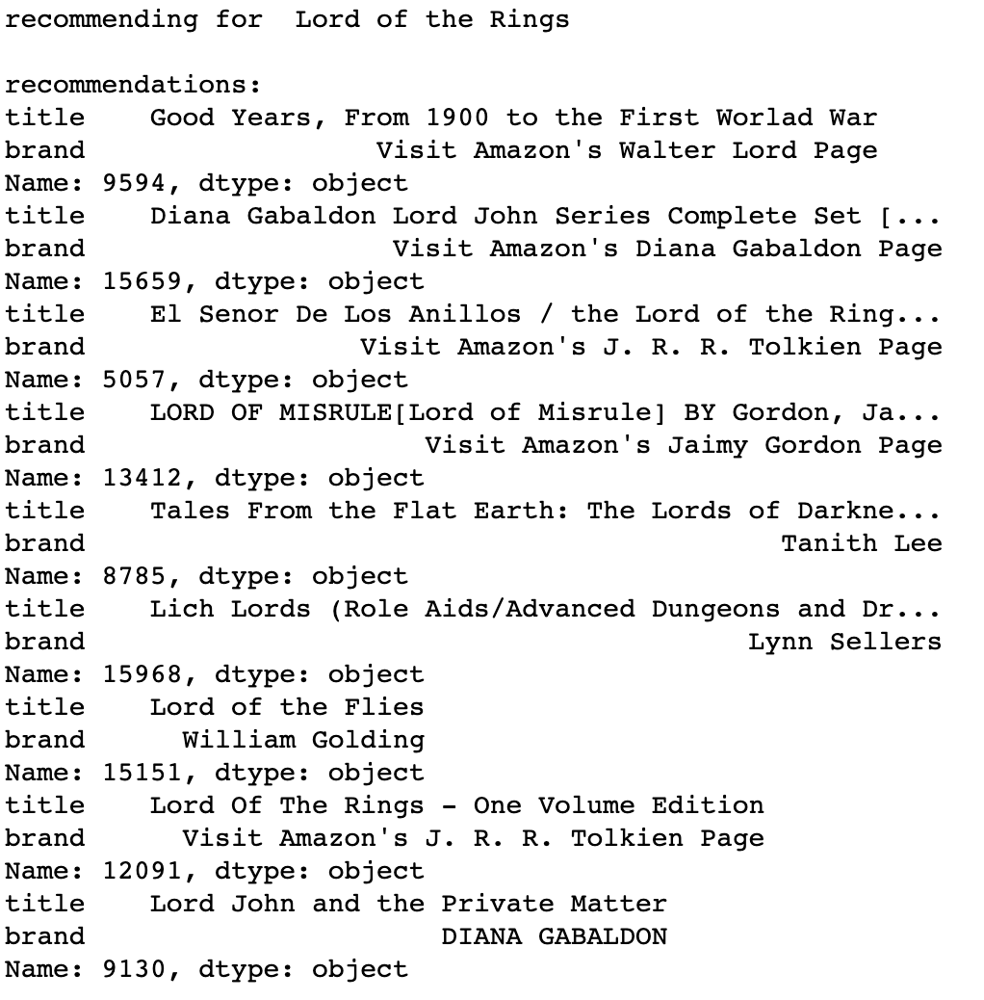 recommending for  Lord of the Rings
recommendations:
title    Good Years, From 1900 to the First Worlad War
brand                  Visit Amazon's Walter Lord Page
Name: 9594, dtype: object
title    Diana Gabaldon Lord John Series Complete Set [...
brand                   Visit Amazon's Diana Gabaldon Page
Name: 15659, dtype: object
title    El Senor De Los Anillos / the Lord of the Ring...
brand                 Visit Amazon's J. R. R. Tolkien Page
Name: 5057, dtype: object
title    LORD OF MISRULE[Lord of Misrule] BY Gordon, Ja...
brand                     Visit Amazon's Jaimy Gordon Page
Name: 13412, dtype: object
title    Tales From the Flat Earth: The Lords of Darkne...
brand                                           Tanith Lee
Name: 8785, dtype: object
title    Lich Lords (Role Aids/Advanced Dungeons and Dr...
brand                                         Lynn Sellers
Name: 15968, dtype: object
title    Lord of the Flies
brand      William Golding
Name: 15151, dtype: object
title    Lord Of The Rings - One Volume Edition
brand      Visit Amazon's J. R. R. Tolkien Page
Name: 12091, dtype: object
title    Lord John and the Private Matter
brand                      DIANA GABALDON
Name: 9130, dtype: object